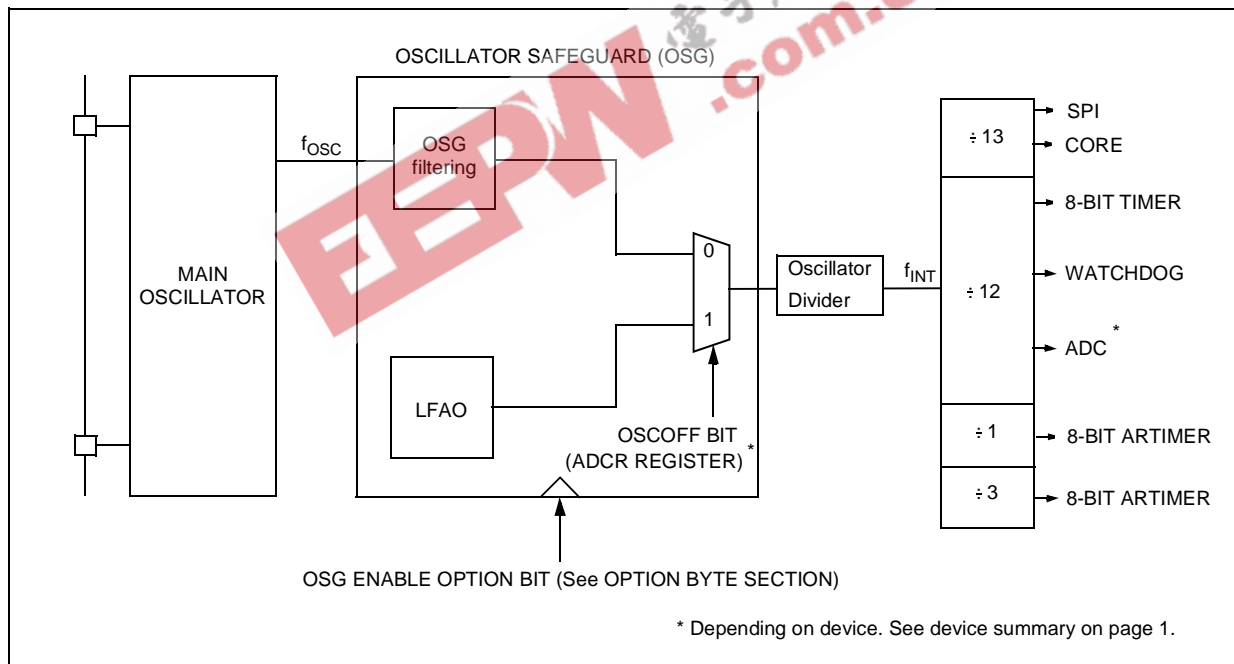 OSCILLATOR SAFEGUARD (OSG)
MAIN
OSCILLATOR
fOSC
OSG
filtering
LFAO
0
1
OSCOFF BIT
(ADCR REGISTER) *
Oscillator
Divider
fINT
÷ 13
÷ 12
÷ 1
÷ 3
SPI
CORE
8-BIT TIMER
WATCHDOG
ADC *
8-BIT ARTIMER
8-BIT ARTIMER
OSG ENABLE OPTION BIT (See OPTION BYTE SECTION)
* Depending on device. See device summary on page 1.
EEPW
.com.